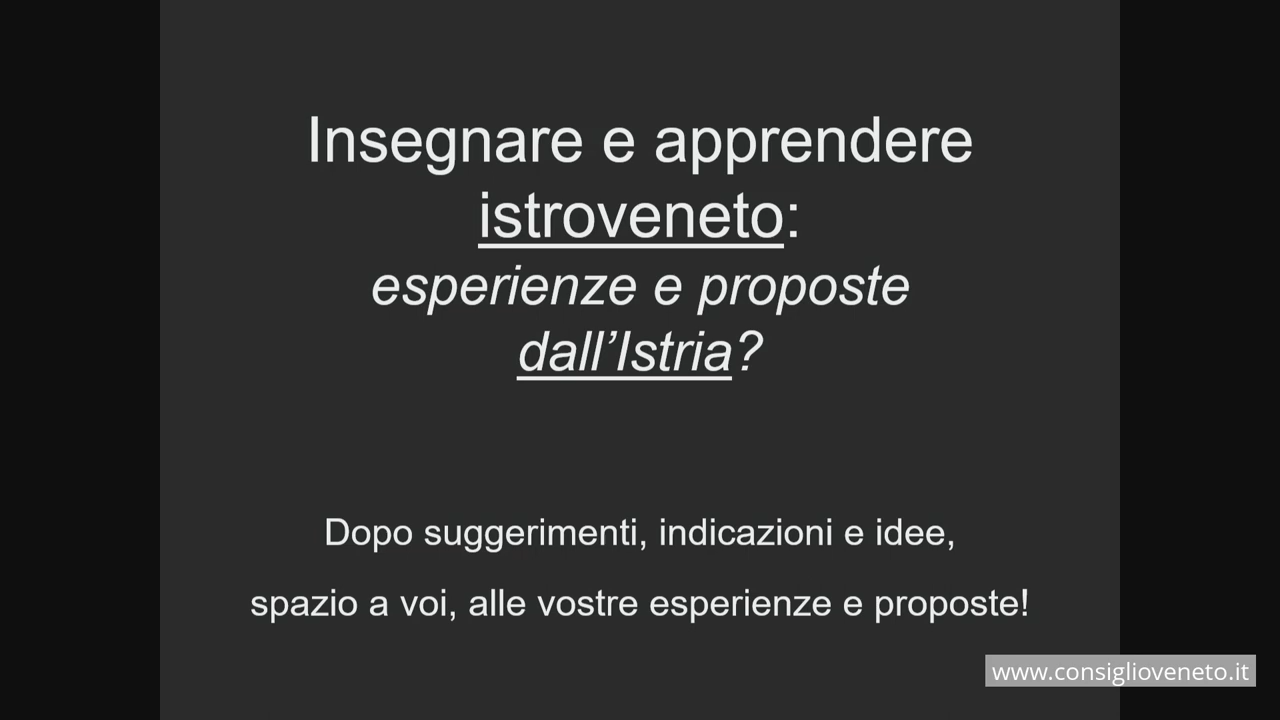 Insegnare e apprendere
istroveneto:
esperienze e proposte
dall’Istria?
Dopo suggerimenti, indicazioni e idee,
spazio a voi, alle vostre esperienze e proposte!
www.consiglioveneto.it